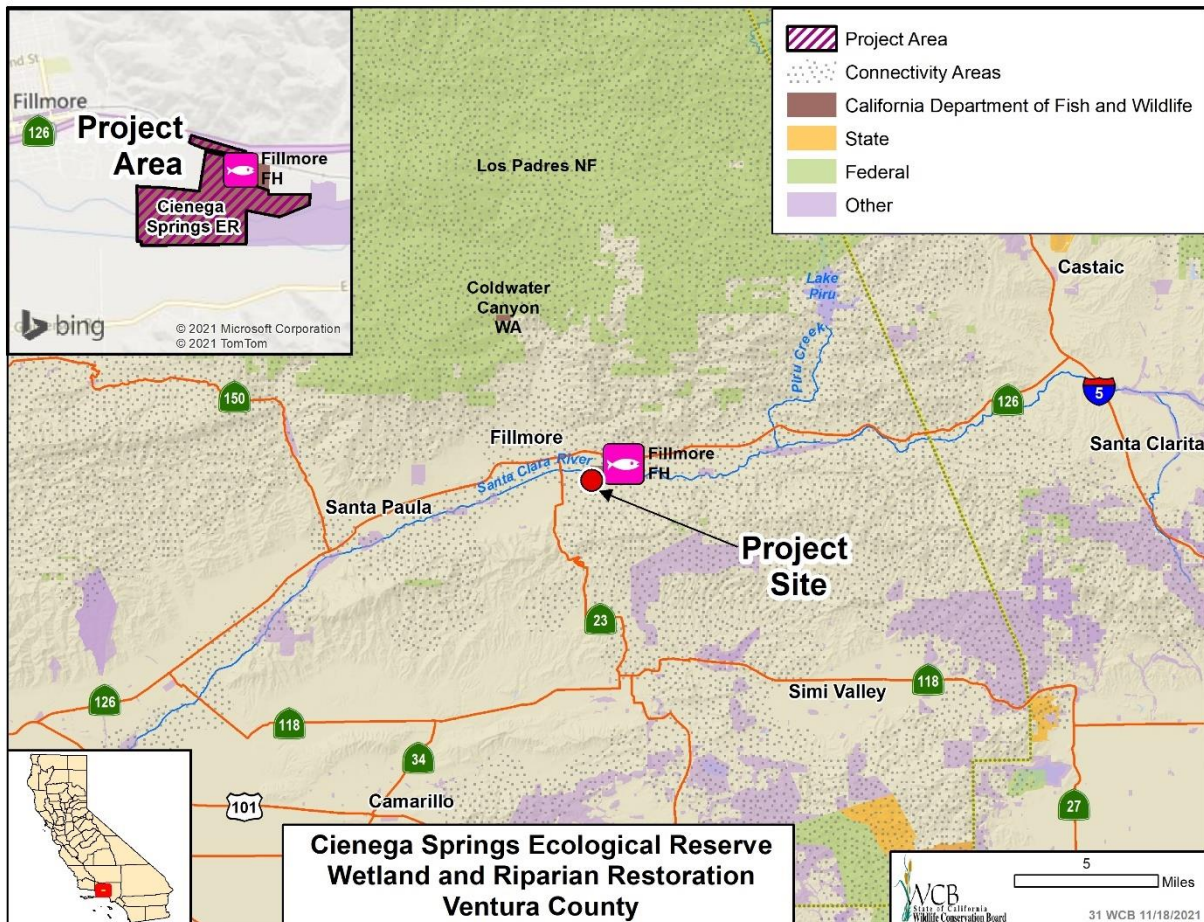 Fillmore
126
Project
Area
Fillmore
FH
Cienega
Springs ER
bing
© 2021 Microsoft Corporation
© 2021 TomTom
Project Area
Connectivity Areas
California Department of Fish and Wildlife
State
Federal
Other
Los Padres NF
Coldwater
Canyon
WA
Lake
Piru
Piru Creek
Castaic
150
126
5
Santa Clarita
Fillmore
Santa Clara River
Fillmore
FH
Santa Paula
Project
Site
23
126
118
34
101
Camarillo
Simi Valley
118
27
Cienega Springs Ecological Reserve
Wetland and Riparian Restoration
Ventura County
WCB
State of California
Wildlife Conservation Board
5
Miles
31 WCB 11/18/2021